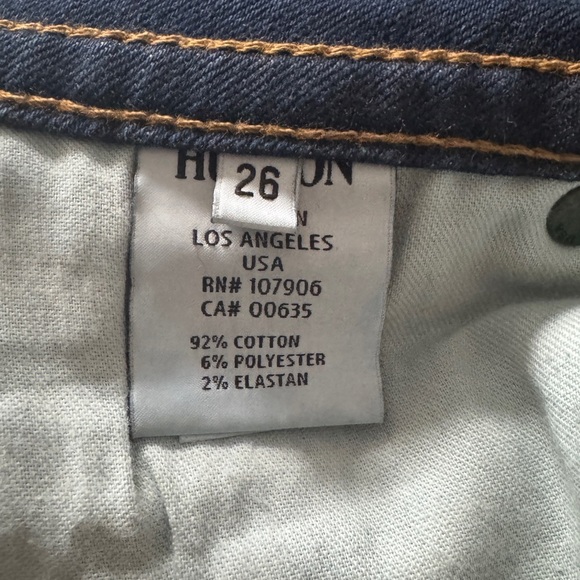 26
LOS ANGELES
USA
RN# 107906
CA# 00635
92% COTTON
6% POLYESTER
2% ELASTAN